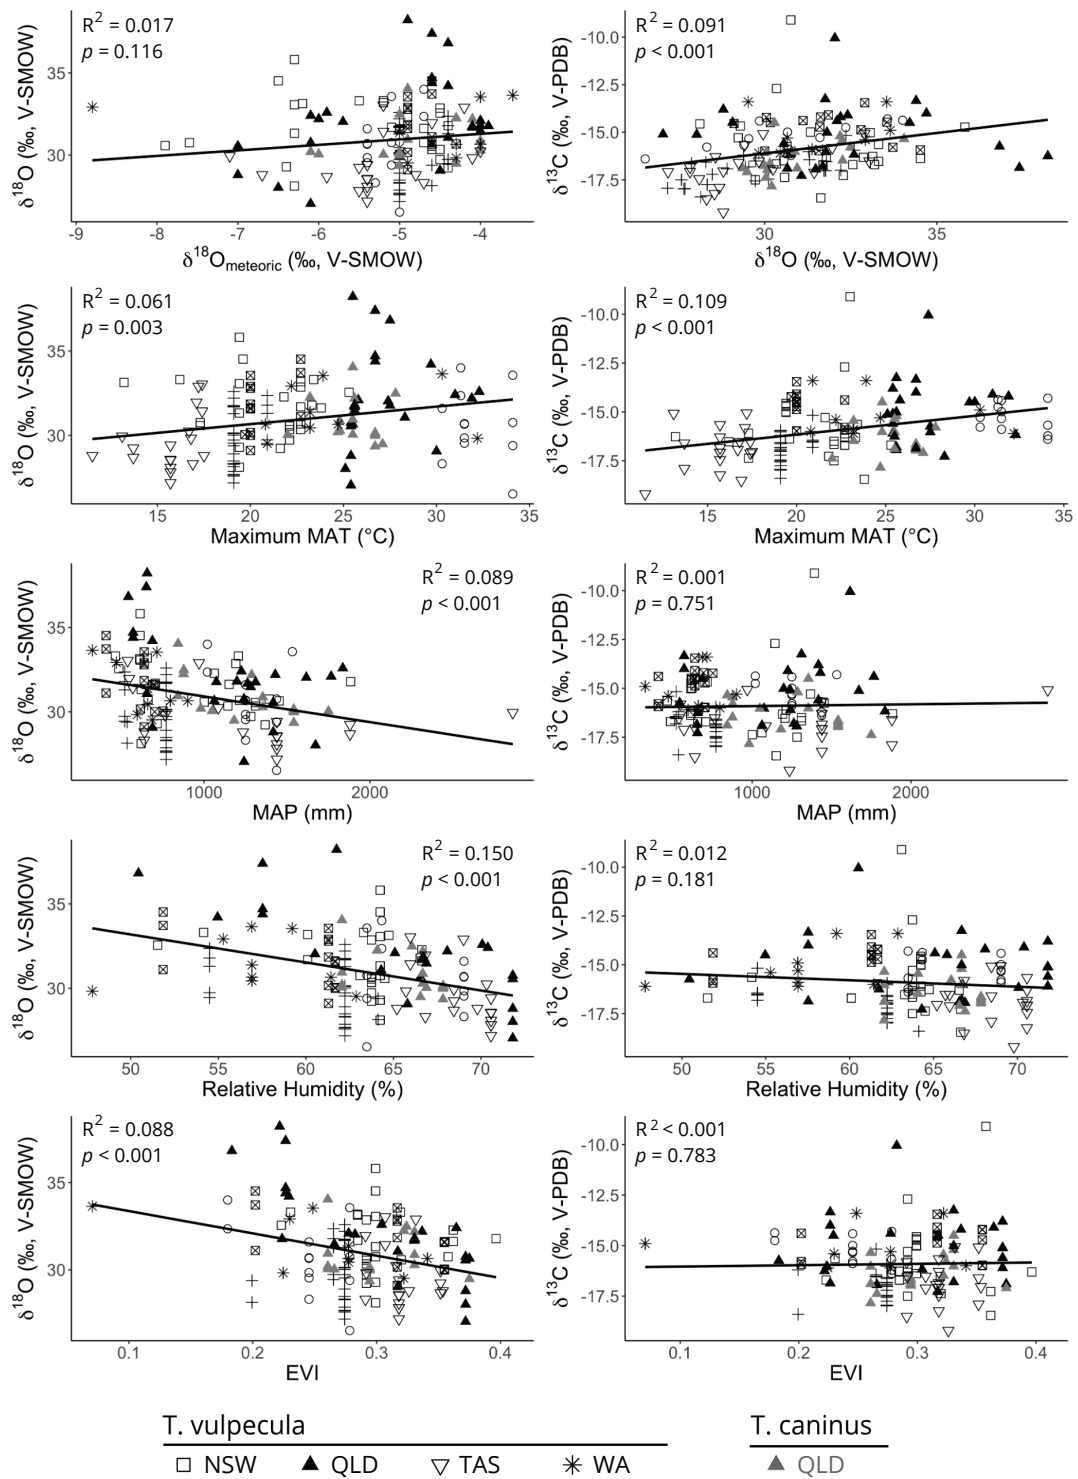 R² = 0.017
p = 0.116
35
30
δ¹⁸O (‰, V-SMOW)
-9 -8 -7 -6 -5 -4
δ¹⁸Ometeoric (‰, V-SMOW)
R² = 0.091
p < 0.001
-10.0
-12.5
-15.0
-17.5
δ¹³C (‰, V-PDB)
30 35
δ¹⁸O (‰, V-SMOW)
R² = 0.061
p = 0.003
35
30
δ¹⁸O (‰, V-SMOW)
15 20 25 30 35
Maximum MAT (°C)
R² = 0.109
p < 0.001
-10.0
-12.5
-15.0
-17.5
δ¹³C (‰, V-PDB)
15 20 25 30 35
Maximum MAT (°C)
R² = 0.089
p < 0.001
35
30
δ¹⁸O (‰, V-SMOW)
1000 2000
MAP (mm)
R² = 0.001
p = 0.751
-10.0
-12.5
-15.0
-17.5
δ¹³C (‰, V-PDB)
1000 2000
MAP (mm)
R² = 0.150
p < 0.001
35
30
δ¹⁸O (‰, V-SMOW)
50 55 60 65 70
Relative Humidity (%)
R² = 0.012
p = 0.181
-10.0
-12.5
-15.0
-17.5
δ¹³C (‰, V-PDB)
50 55 60 65 70
Relative Humidity (%)
R² = 0.088
p < 0.001
35
30
δ¹⁸O (‰, V-SMOW)
0.1 0.2 0.3 0.4
EVI
R² < 0.001
p = 0.783
-10.0
-12.5
-15.0
-17.5
δ¹³C (‰, V-PDB)
0.1 0.2 0.3 0.4
EVI
T. vulpecula
NSW QLD TAS WA
T. caninus
QLD